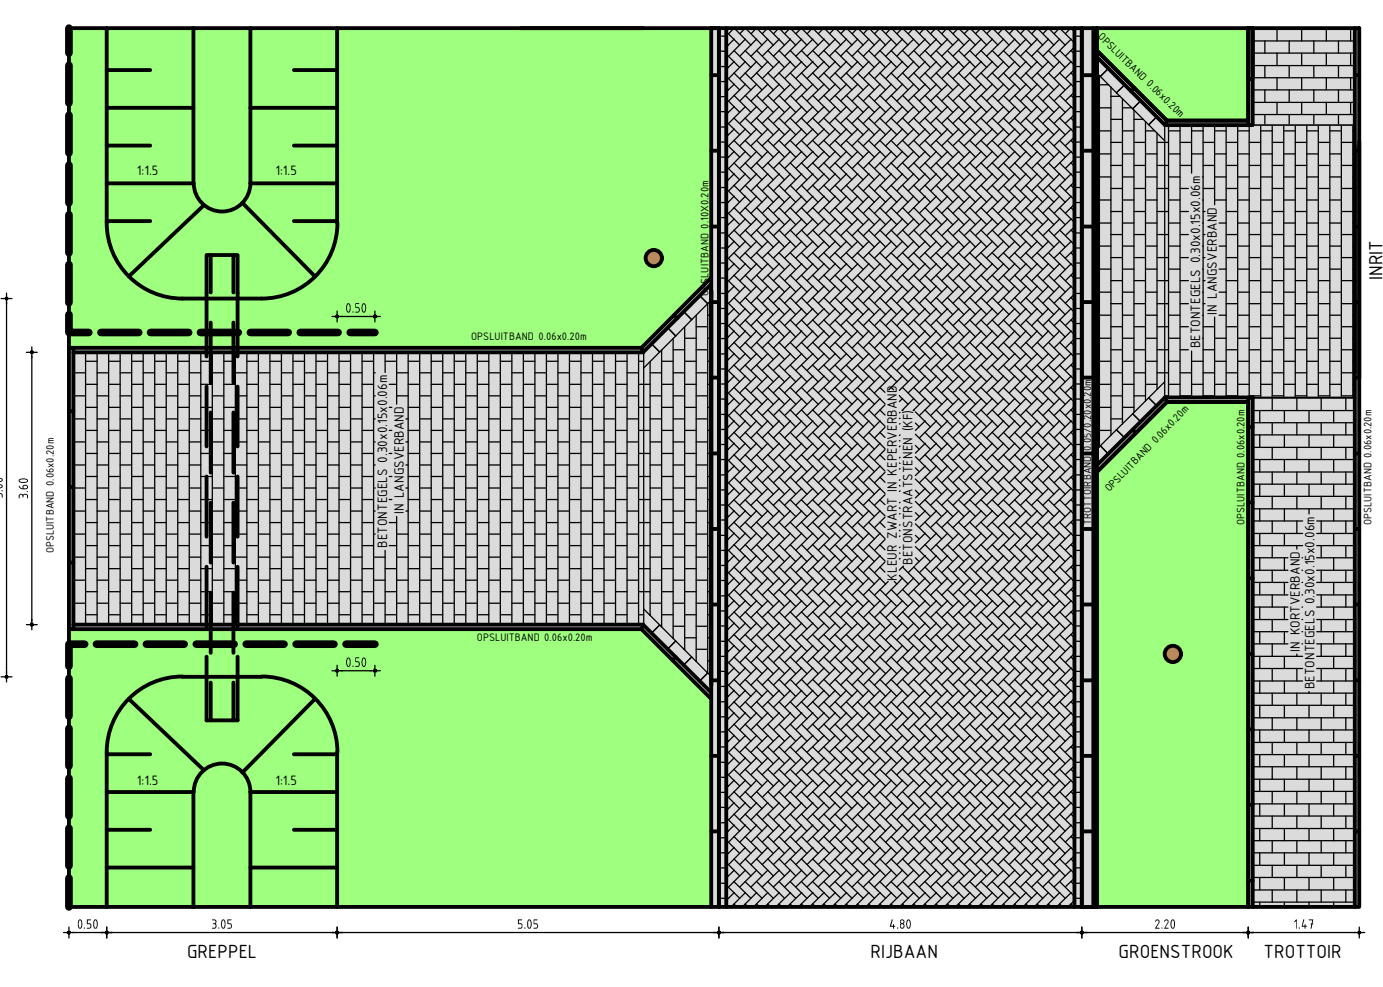 OPSLUITBAND 0.06x0.20m
1:1.5
1:1.5
OPSLUITBAND 0.10X0.20m
BETONTEGELS 0.30x0.15x0.06m
IN LANGSVERBAND
INRIT
0.50
OPSLUITBAND 0.06x0.20m
3.60
OPSLUITBAND 0.06x0.20m
BETONTEGELS 0.30x0.15x0.06m
IN LANGSVERBAND
KLEUR ZWART IN KEPERVERBAND
BETONSTRAATSTENEN (KF)
OPSLUITBAND 0.06x0.20m
OPSLUITBAND 0.06x0.20m
OPSLUITBAND 0.06x0.20m
OPSLUITBAND 0.06x0.20m
0.50
IN KORTVERBAND
BETONTEGELS 0.30x0.15x0.06m
1:1.5
1:1.5
0.50
3.05
5.05
4.80
2.20
1.47
GREPPEL
RIJBAAN
GROENSTROOK
TROTTOIR